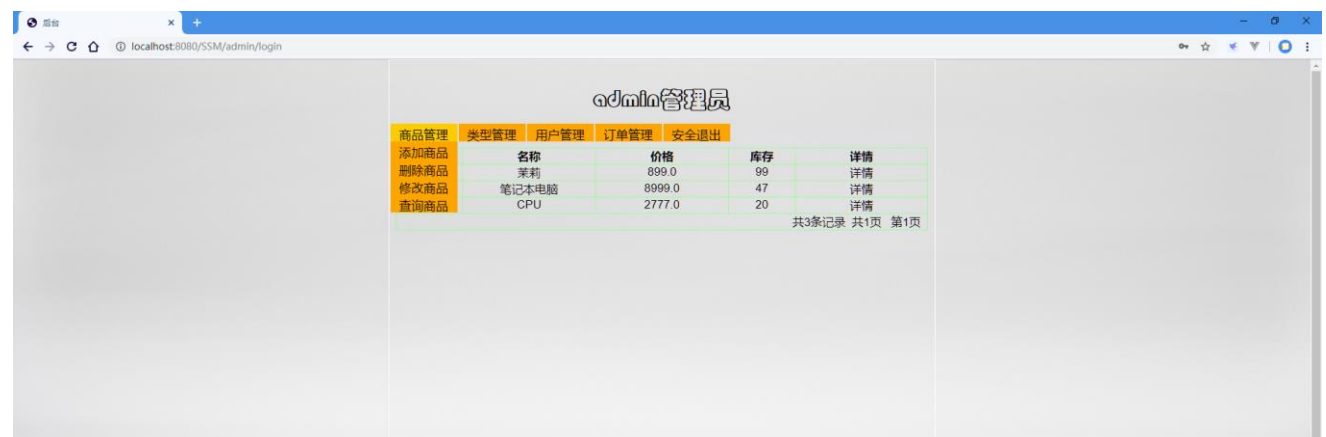 后台
localhost:8080/SSM/admin/login
admin管理员
商品管理 类型管理 用户管理 订单管理 安全退出
添加商品
删除商品
修改商品
查询商品
名称 价格 库存 详情
茉莉 899.0 99 详情
笔记本电脑 8999.0 47 详情
CPU 2777.0 20 详情
共3条记录 共1页 第1页